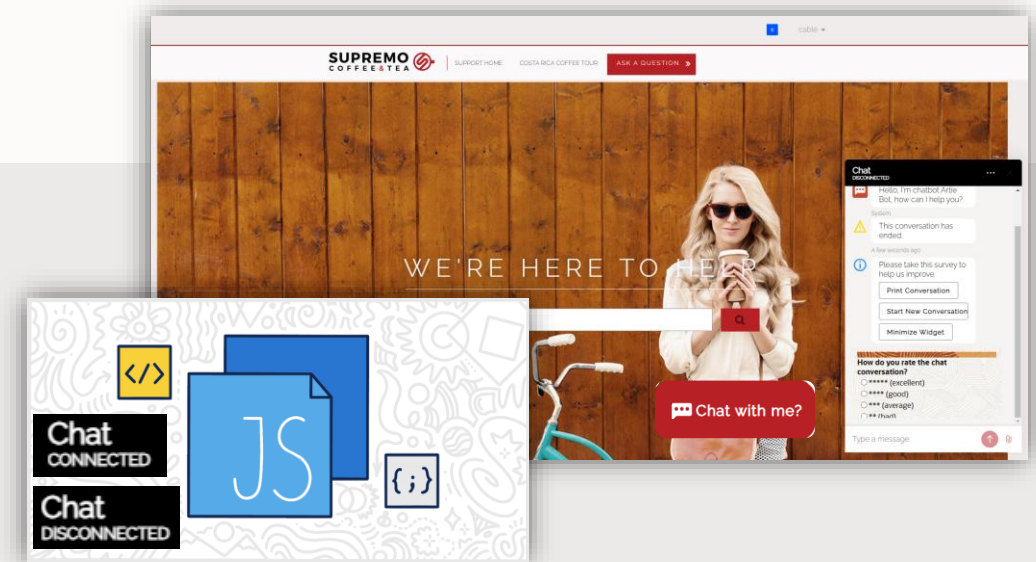 cable
SUPREMO
COFFEE&TEA
SUPPORT HOME
COSTA RICA COFFEE TOUR
ASK A QUESTION
WE'RE HERE TO HELP
Chat with me?
Chat
DISCONNECTED
Hello, I'm chatbot Artie
Bot, how can I help you?
System
This conversation has
ended.
A few seconds ago
Please take this survey to
help us improve.
Print Conversation
Start New Conversation
Minimize Widget
How do you rate the chat
conversation?
***** (excellent)
**** (good)
*** (average)
** (bad)
Type a message
</>
Chat
CONNECTED
Chat
DISCONNECTED
JS
{;}